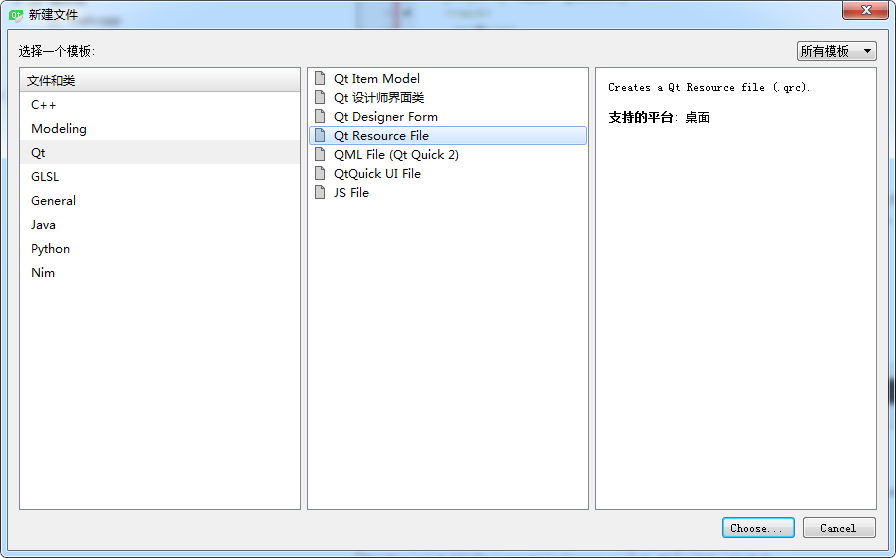 新建文件
选择一个模板:
所有模板
文件和类
C++
Modeling
Qt
GLSL
General
Java
Python
Nim
Qt Item Model
Qt 设计师界面类
Qt Designer Form
Qt Resource File
QML File (Qt Quick 2)
QtQuick UI File
JS File
Creates a Qt Resource file (.qrc).
支持的平台: 桌面
Choose...
Cancel